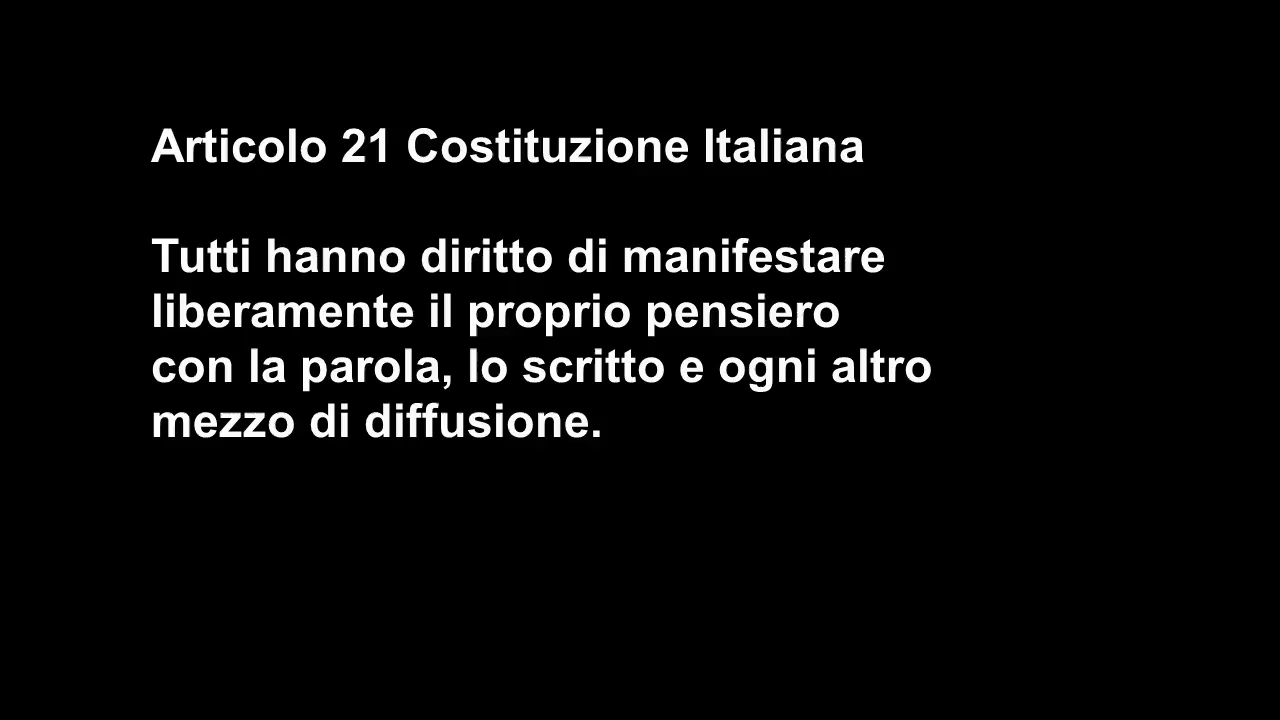 Articolo 21 Costituzione Italiana
Tutti hanno diritto di manifestare
liberamente il proprio pensiero
con la parola, lo scritto e ogni altro
mezzo di diffusione.